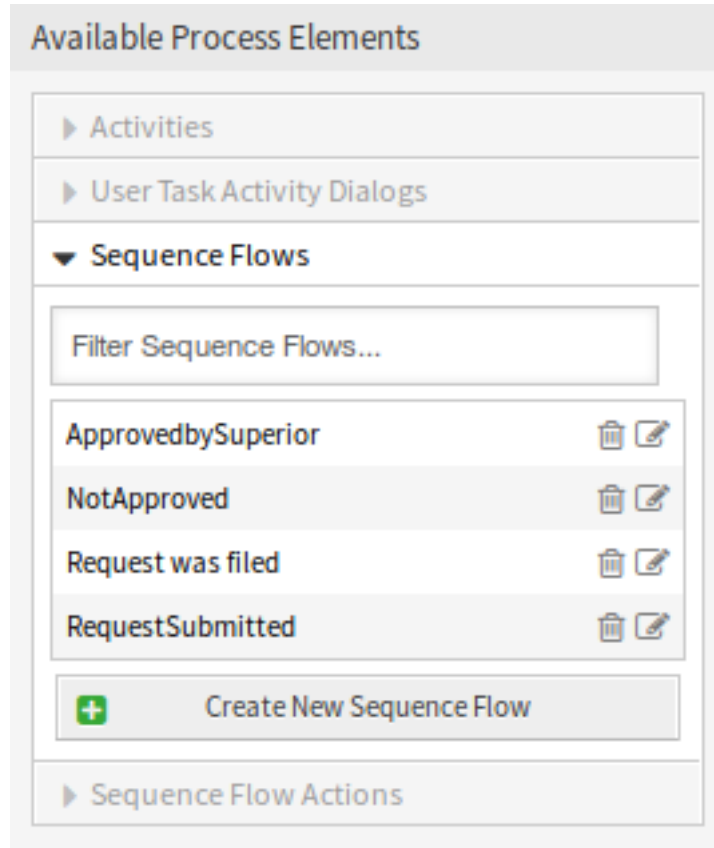 Available Process Elements
Activities
User Task Activity Dialogs
Sequence Flows
Filter Sequence Flows...
ApprovedbySuperior
NotApproved
Request was filed
RequestSubmitted
Create New Sequence Flow
Sequence Flow Actions